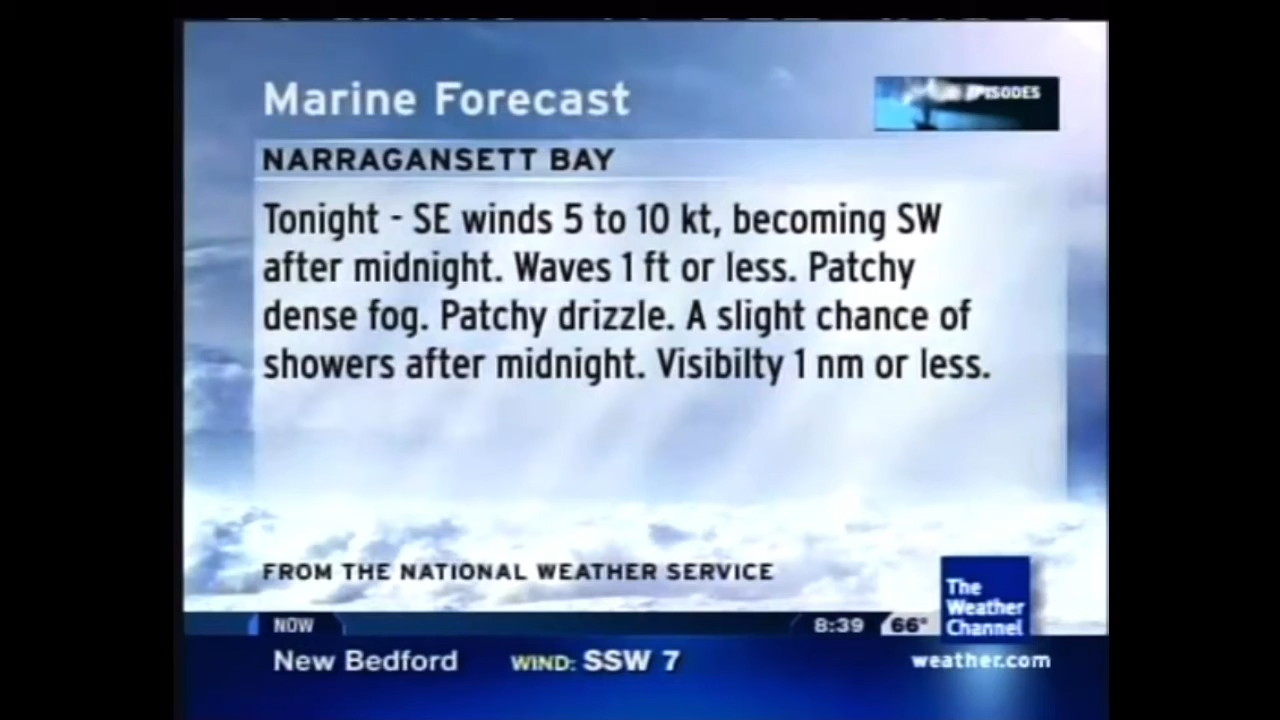 Marine Forecast
EPISODES
NARRAGANSETT BAY
Tonight - SE winds 5 to 10 kt, becoming SW
after midnight. Waves 1 ft or less. Patchy
dense fog. Patchy drizzle. A slight chance of
showers after midnight. Visibilty 1 nm or less.
FROM THE NATIONAL WEATHER SERVICE
The
Weather
Channel
NOW
8:39 66°
New Bedford WIND: SSW 7
weather.com